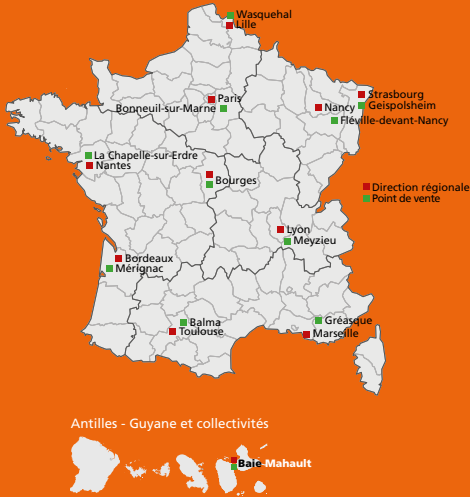 Wasquehal
Lille
Paris
Bonneuil-sur-Marne
Strasbourg
Nancy
Geispolsheim
Fléville-devant-Nancy
La Chapelle-sur-Erdre
Nantes
Bourges
Direction régionale
Point de vente
Lyon
Meyzieu
Bordeaux
Mérignac
Balma
Toulouse
Gréasque
Marseille
Antilles - Guyane et collectivités
Baie-Mahault